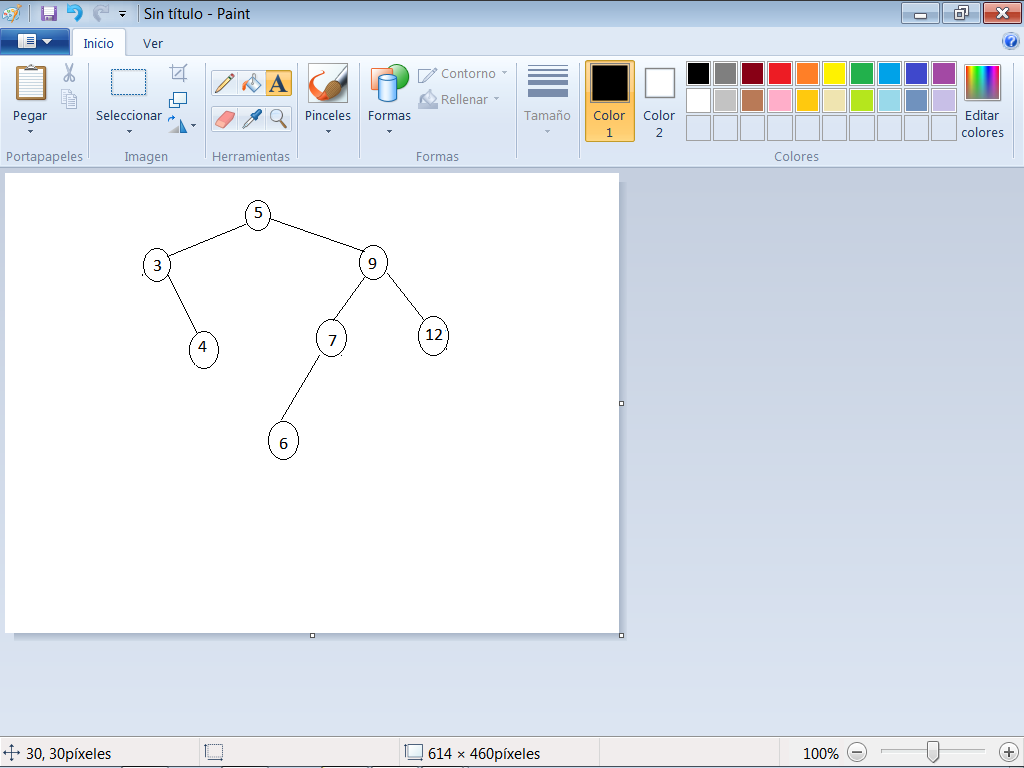 Sin título - Paint
Inicio Ver
Pegar
Portapapeles
Seleccionar
Imagen
A
Herramientas
Pinceles
Formas
Contorno
Rellenar
Formas
Tamaño
Color 1
Color 2
Editar colores
Colores
5
3
9
4
7
12
6
30, 30píxeles
614 × 460píxeles
100%